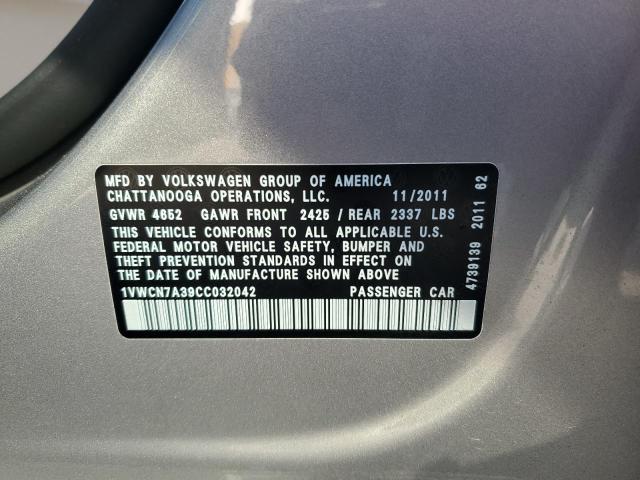 MFD BY VOLKSWAGEN GROUP OF AMERICA
CHATTANOOGA OPERATIONS, LLC. 11/2011
GVWR 4652 GAWR FRONT 2425 / REAR 2337 LBS
THIS VEHICLE CONFORMS TO ALL APPLICABLE U.S.
FEDERAL MOTOR VEHICLE SAFETY, BUMPER AND
THEFT PREVENTION STANDARDS IN EFFECT ON
THE DATE OF MANUFACTURE SHOWN ABOVE
1VWCN7A39CC032042 PASSENGER CAR
4739139 2011 62